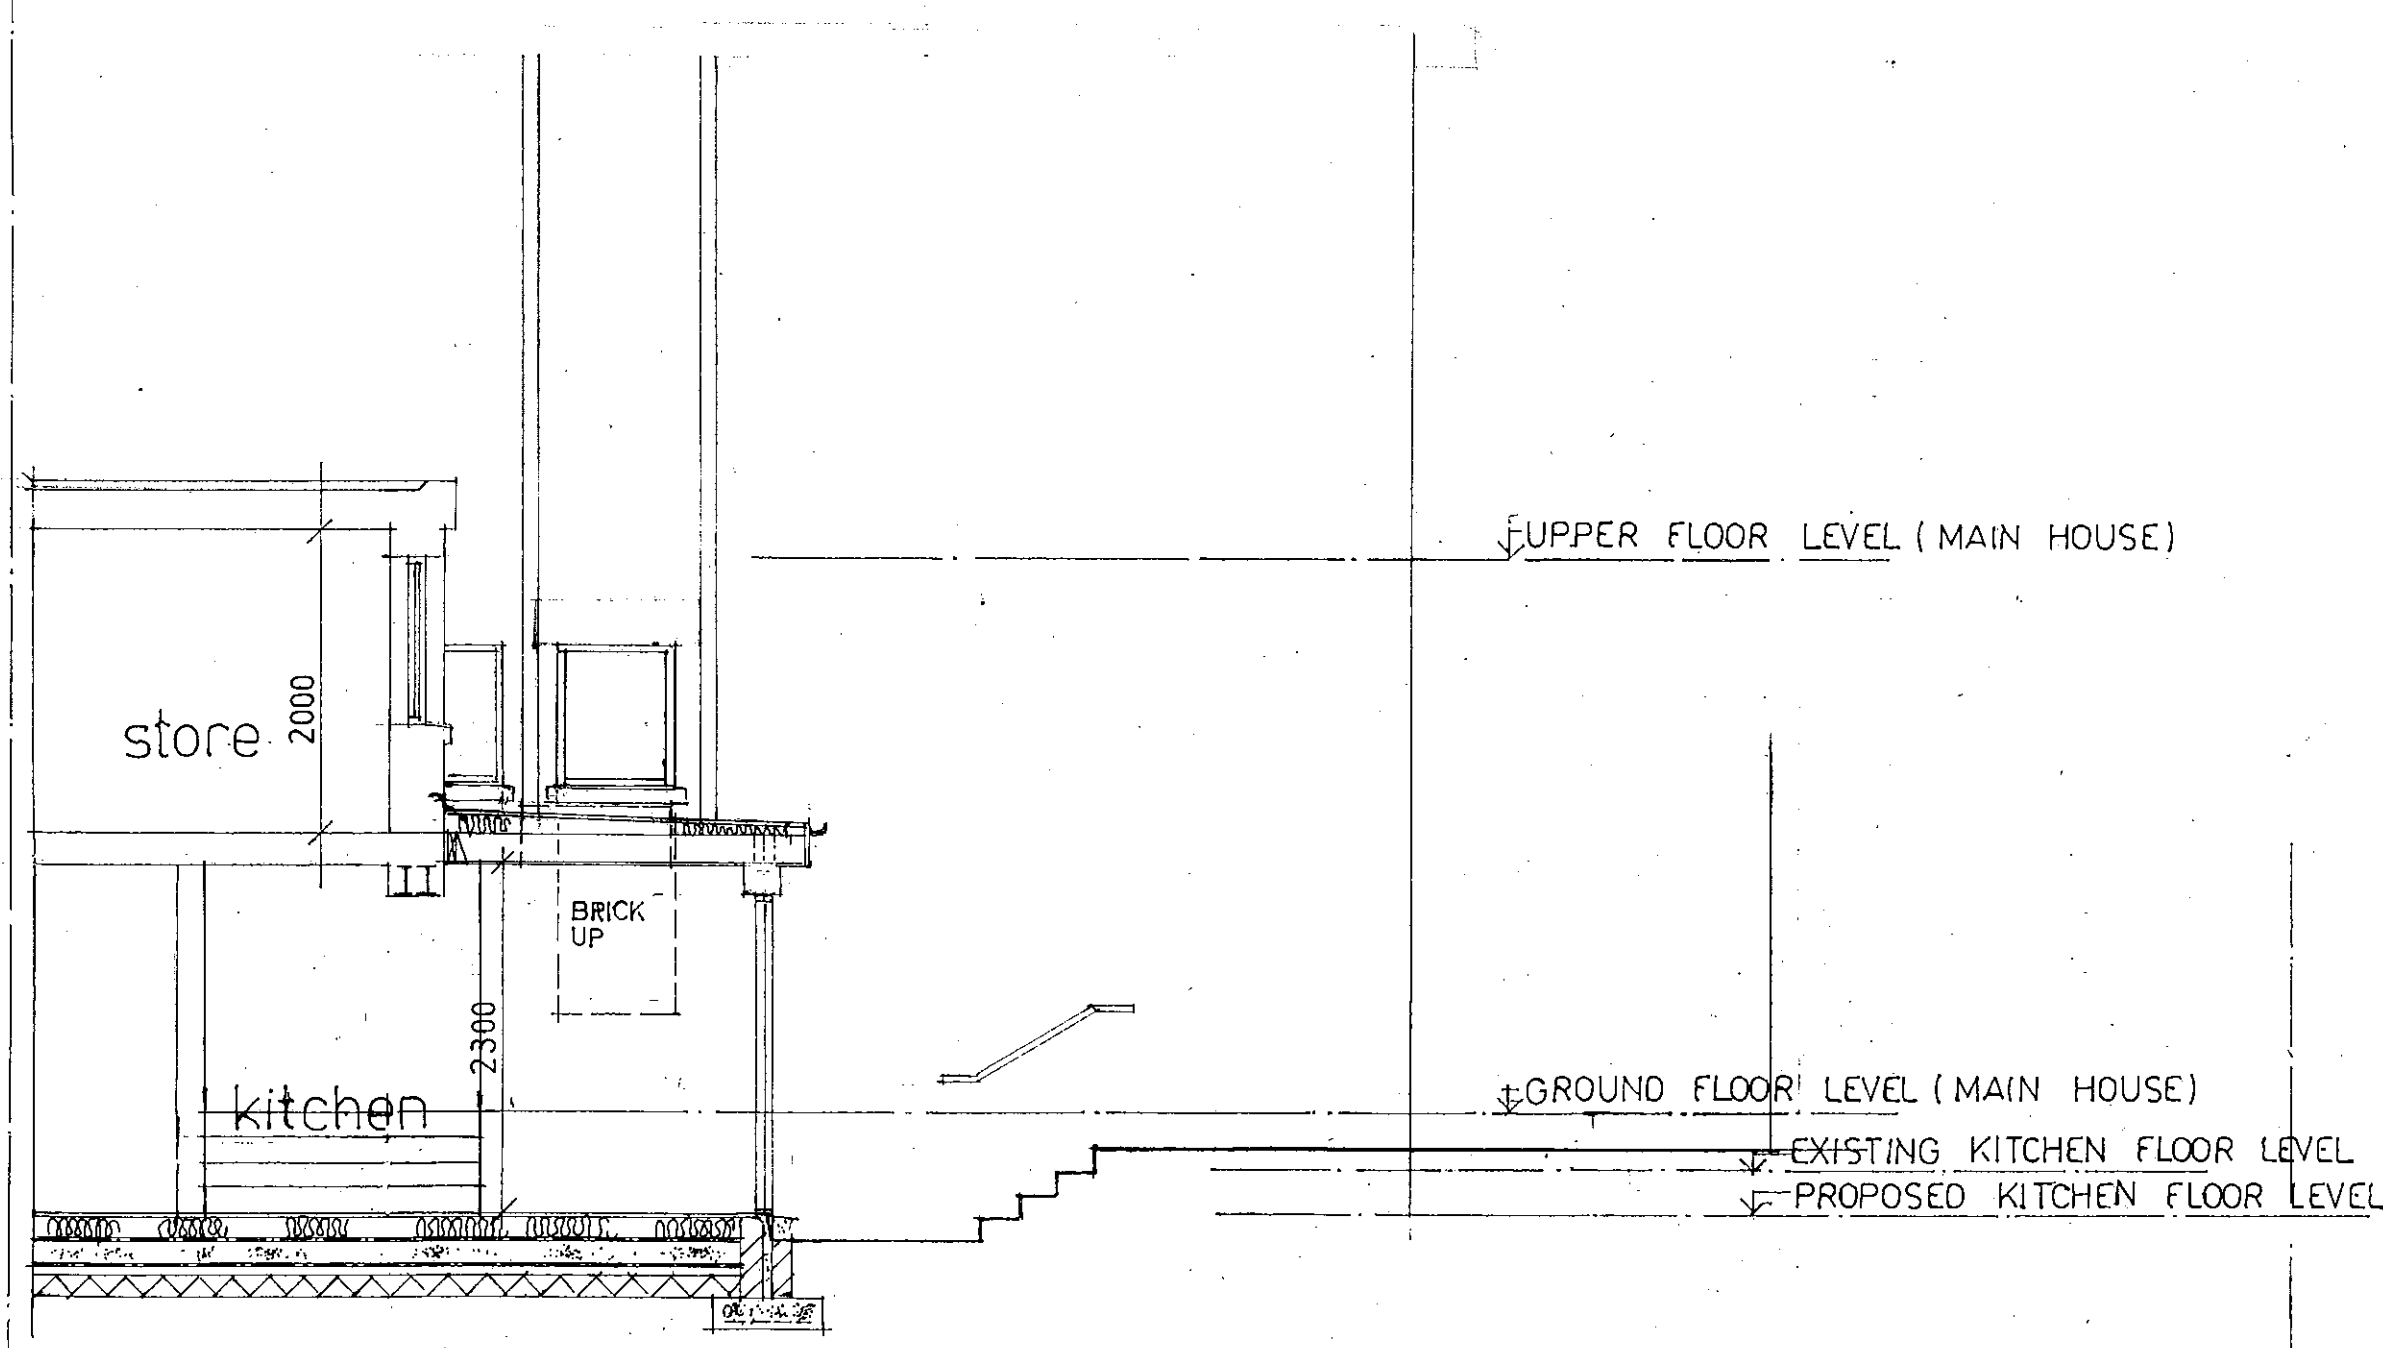 UPPER FLOOR LEVEL (MAIN HOUSE)
store
2000
BRICK
UP
2300
kitchen
GROUND FLOOR LEVEL (MAIN HOUSE)
EXISTING KITCHEN FLOOR LEVEL
PROPOSED KITCHEN FLOOR LEVEL